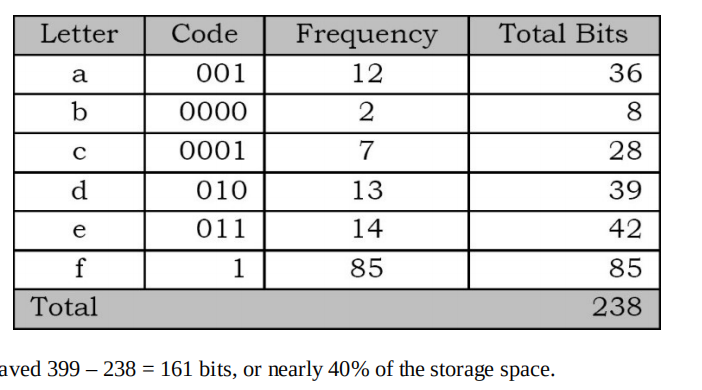 Letter Code Frequency Total Bits
a 001 12 36
b 0000 2 8
c 0001 7 28
d 010 13 39
e 011 14 42
f 1 85 85
Total 238
aved 399 – 238 = 161 bits, or nearly 40% of the storage space.